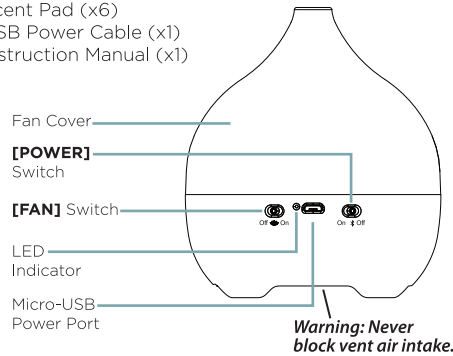 cent Pad (x6)
SB Power Cable (x1)
struction Manual (x1)
Fan Cover
[POWER]
Switch
[FAN] Switch
Off On
On Off
LED
Indicator
Micro-USB
Power Port
Warning: Never
block vent air intake.